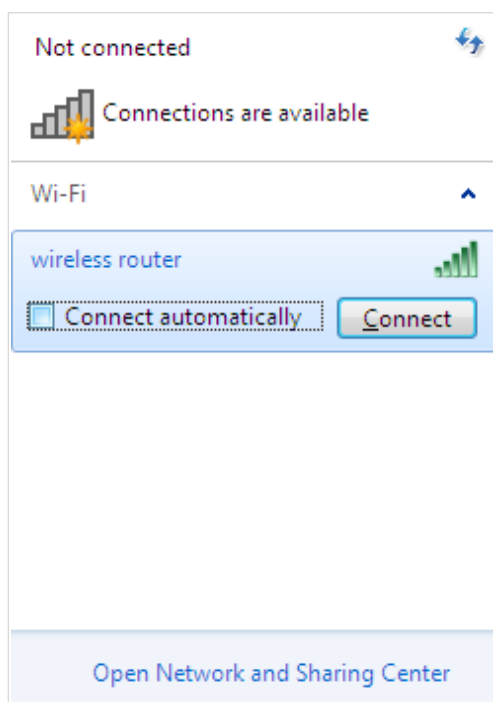 Not connected
Connections are available
Wi-Fi
wireless router
Connect automatically Connect
Open Network and Sharing Center